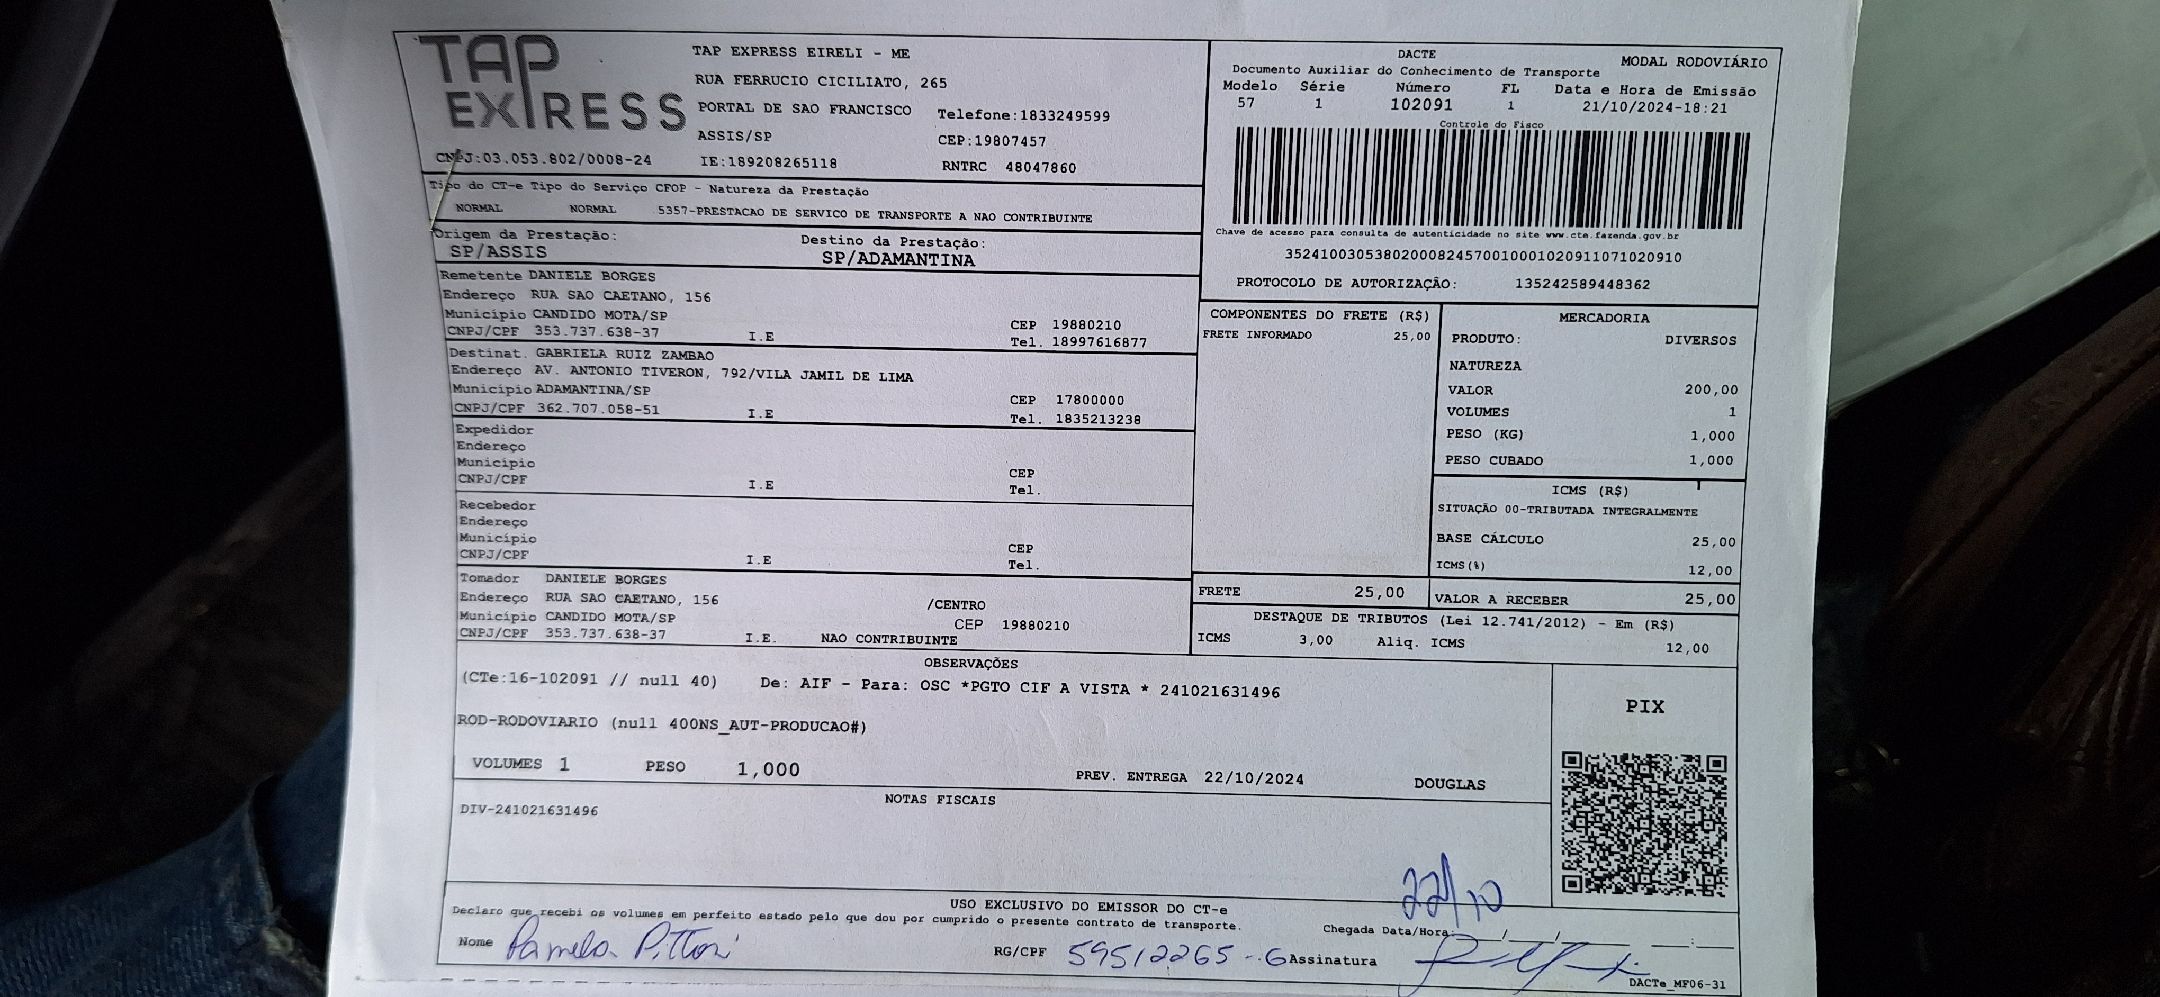 TAP EXPRESS
TAP EXPRESS EIRELI - ME
RUA FERRUCIO CICILIATO, 265
PORTAL DE SAO FRANCISCO Telefone:1833249599
ASSIS/SP CEP:19807457
CNPJ:03.053.802/0008-24 IE:189208265118 RNTRC 48047860
DACTE MODAL RODOVIÁRIO
Documento Auxiliar do Conhecimento de Transporte
Modelo Série Número FL Data e Hora de Emissão
57 1 102091 1 21/10/2024-18:21
Controle do Fisco
Chave de acesso para consulta de autenticidade no site www.cte.fazenda.gov.br
35241003053802000824570010001020911071020910
PROTOCOLO DE AUTORIZAÇÃO: 135242589448362
Tipo do CT-e Tipo do Serviço CFOP - Natureza da Prestação
NORMAL NORMAL 5357-PRESTACAO DE SERVICO DE TRANSPORTE A NAO CONTRIBUINTE
Origem da Prestação: Destino da Prestação:
SP/ASSIS SP/ADAMANTINA
Remetente DANIELE BORGES
Endereço RUA SAO CAETANO, 156
Município CANDIDO MOTA/SP CEP 19880210
CNPJ/CPF 353.737.638-37 I.E Tel. 18997616877
Destinat. GABRIELA RUIZ ZAMBAO
Endereço AV. ANTONIO TIVERON, 792/VILA JAMIL DE LIMA
Município ADAMANTINA/SP CEP 17800000
CNPJ/CPF 362.707.058-51 I.E Tel. 1835213238
Expedidor
Endereço
Município CEP
CNPJ/CPF I.E Tel.
Recebedor
Endereço
Município CEP
CNPJ/CPF I.E Tel.
Tomador DANIELE BORGES
Endereço RUA SAO CAETANO, 156 /CENTRO
Município CANDIDO MOTA/SP CEP 19880210
CNPJ/CPF 353.737.638-37 I.E. NAO CONTRIBUINTE
COMPONENTES DO FRETE (R$)
FRETE INFORMADO 25,00
FRETE 25,00
MERCADORIA
PRODUTO: DIVERSOS
NATUREZA
VALOR 200,00
VOLUMES 1
PESO (KG) 1,000
PESO CUBADO 1,000
ICMS (R$)
SITUAÇÃO 00-TRIBUTADA INTEGRALMENTE
BASE CÁLCULO 25,00
ICMS(%) 12,00
VALOR A RECEBER 25,00
DESTAQUE DE TRIBUTOS (Lei 12.741/2012) - Em (R$)
ICMS 3,00 Aliq. ICMS 12,00
OBSERVAÇÕES
(CTe:16-102091 // null 40) De: AIF - Para: OSC *PGTO CIF A VISTA * 241021631496
ROD-RODOVIARIO (null 400NS_AUT-PRODUCAO#)
VOLUMES 1 PESO 1,000 PREV. ENTREGA 22/10/2024 DOUGLAS
PIX
NOTAS FISCAIS
DIV-241021631496
USO EXCLUSIVO DO EMISSOR DO CT-e
Declaro que recebi os volumes em perfeito estado pelo que dou por cumprido o presente contrato de transporte.
22/10
Chegada Data/Hora: __/__/__ __:__
Nome Pamela Pittori RG/CPF 59512265-6 Assinatura
DACTe_MF06-31